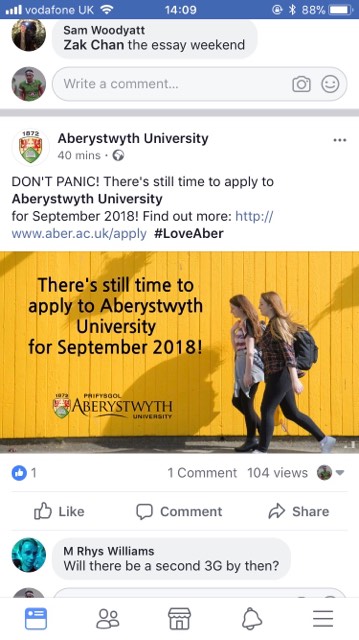 vodafone UK 14:09 88%
Sam Woodyatt
Zak Chan the essay weekend
Write a comment...
1872
Aberystwyth University
40 mins ·
DON'T PANIC! There's still time to apply to
Aberystwyth University
for September 2018! Find out more: http://
www.aber.ac.uk/apply #LoveAber
There's still time to
apply to Aberystwyth
University
for September 2018!
1872 PRIFYSGOL
ABERYSTWYTH
UNIVERSITY
1 1 Comment 104 views
Like Comment Share
M Rhys Williams
Will there be a second 3G by then?